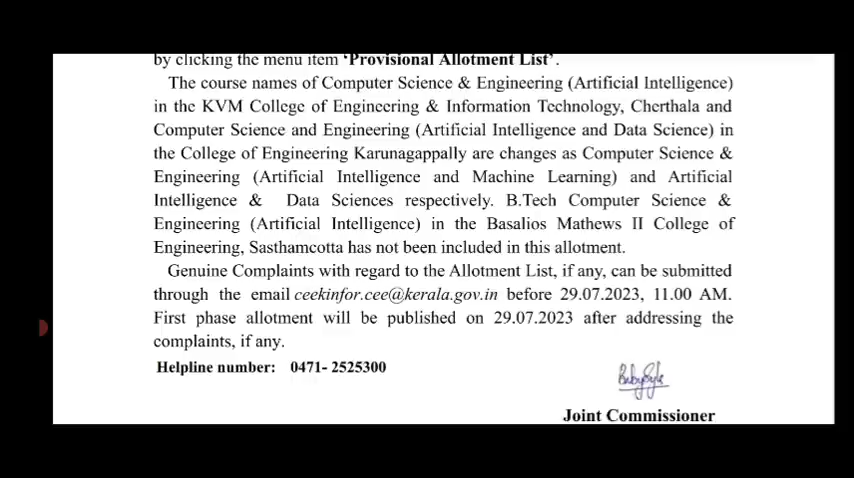 by clicking the menu item ‘Provisional Allotment List’.
The course names of Computer Science & Engineering (Artificial Intelligence)
in the KVM College of Engineering & Information Technology, Cherthala and
Computer Science and Engineering (Artificial Intelligence and Data Science) in
the College of Engineering Karunagappally are changes as Computer Science &
Engineering (Artificial Intelligence and Machine Learning) and Artificial
Intelligence & Data Sciences respectively. B.Tech Computer Science &
Engineering (Artificial Intelligence) in the Basalios Mathews II College of
Engineering, Sasthamcotta has not been included in this allotment.
Genuine Complaints with regard to the Allotment List, if any, can be submitted
through the email ceekinfor.cee@kerala.gov.in before 29.07.2023, 11.00 AM.
First phase allotment will be published on 29.07.2023 after addressing the
complaints, if any.
Helpline number: 0471- 2525300
Joint Commissioner